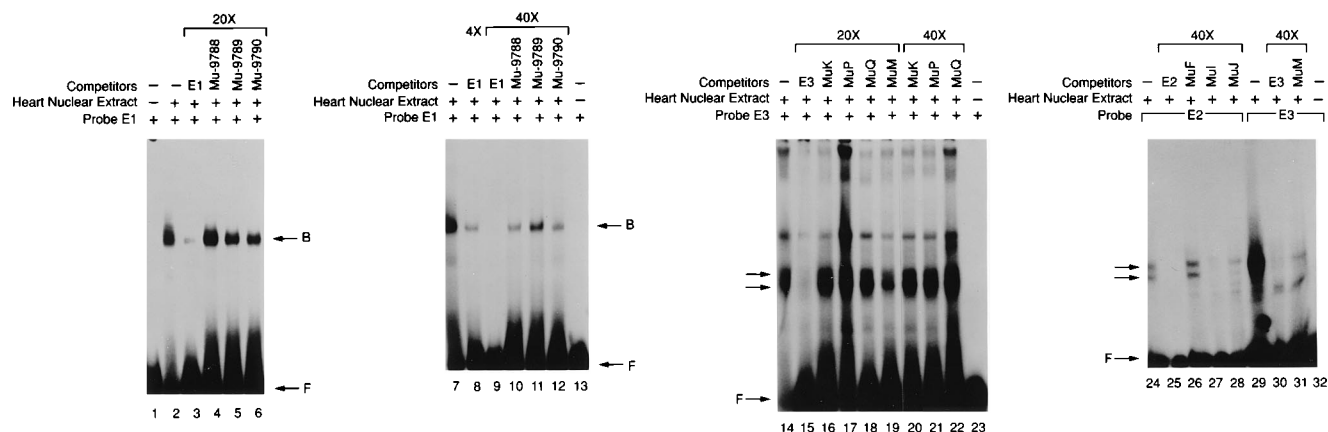 20X
Competitors – – E1 Mu-9788 Mu-9789 Mu-9790
Heart Nuclear Extract – + + + + +
Probe E1 + + + + + +
B
F
1 2 3 4 5 6
4X 40X
Competitors – E1 E1 Mu-9788 Mu-9789 Mu-9790 –
Heart Nuclear Extract + + + + + + –
Probe E1 + + + + + + +
B
F
7 8 9 10 11 12 13
20X 40X
Competitors – E3 MuK MuP MuQ MuM MuK MuP MuQ –
Heart Nuclear Extract + + + + + + + + + –
Probe E3 + + + + + + + + + +
F
14 15 16 17 18 19 20 21 22 23
40X 40X
Competitors – E2 MuF MuI MuJ – E3 MuM –
Heart Nuclear Extract + + + + + + + + –
Probe E2 E3
F
24 25 26 27 28 29 30 31 32